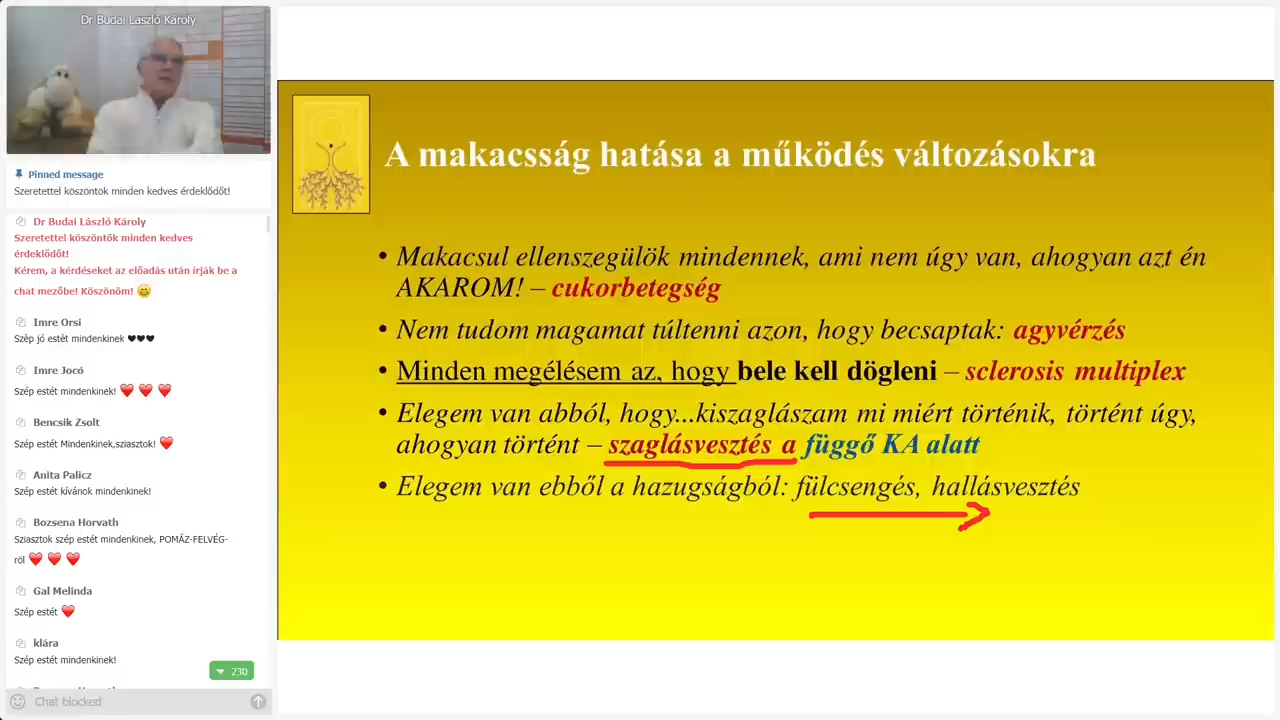 Dr Budai László Károly
Pinned message
Szeretettel köszöntök minden kedves érdeklődőt!
Dr Budai László Károly
Szeretettel köszöntök minden kedves
érdeklődőt!
Kérem, a kérdéseket az előadás után írják be a
chat mezőbe! Köszönöm! 😊
Imre Orsi
Szèp jó estèt mindenkinek ♥♥♥
Imre Jocó
Szép estét mindenkinek! ❤️ ❤️ ❤️
Bencsík Zsolt
Szép estét Mindenkinek,sziasztok! ❤️
Anita Palicz
Szép estét kívánok mindenkinek!
Bozsena Horvath
Sziasztok szép estét mindenkinek, POMÁZ-FELVÉG-
ről ❤️ ❤️ ❤️
Gal Melinda
Szép estét ❤️
klára
Szép estét mindenkinek!
230
Chat blocked
A makacsság hatása a működés változásokra
• Makacsul ellenszegülök mindennek, ami nem úgy van, ahogyan azt én
AKAROM! – cukorbetegség
• Nem tudom magamat túltenni azon, hogy becsaptak: agyvérzés
• Minden megélésem az, hogy bele kell dögleni – sclerosis multiplex
• Elegem van abból, hogy...kiszaglászam mi miért történik, történt úgy,
ahogyan történt – szaglásvesztés a függő KA alatt
• Elegem van ebből a hazugságból: fülcsengés, hallásvesztés